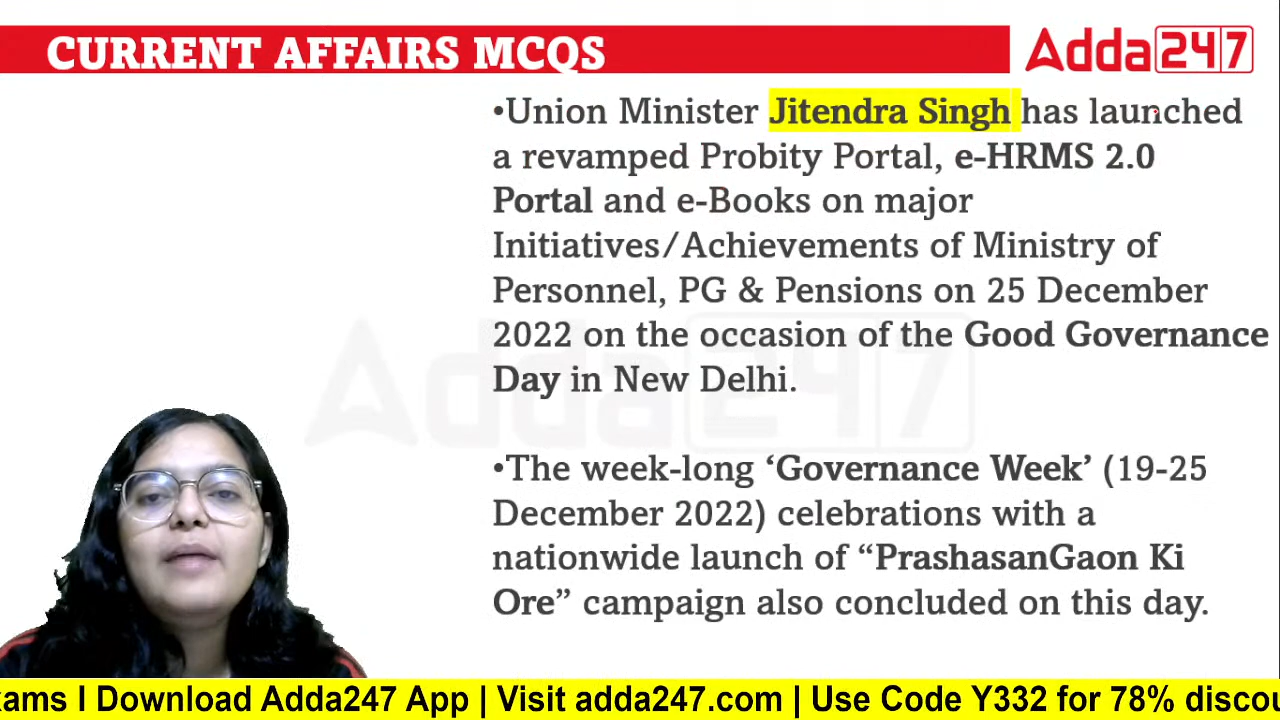 CURRENT AFFAIRS MCQS
Adda247
•Union Minister Jitendra Singh has launched
a revamped Probity Portal, e-HRMS 2.0
Portal and e-Books on major
Initiatives/Achievements of Ministry of
Personnel, PG & Pensions on 25 December
2022 on the occasion of the Good Governance
Day in New Delhi.
Adda247
•The week-long ‘Governance Week’ (19-25
December 2022) celebrations with a
nationwide launch of “PrashasanGaon Ki
Ore” campaign also concluded on this day.
xams I Download Adda247 App | Visit adda247.com | Use Code Y332 for 78% discou